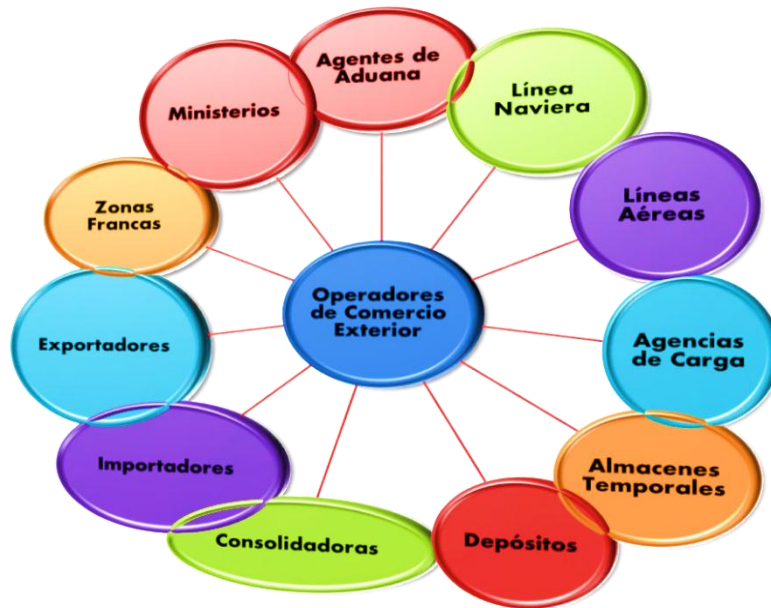 Agentes de
Aduana
Línea
Naviera
Líneas
Aéreas
Agencias
de Carga
Almacenes
Temporales
Depósitos
Consolidadoras
Importadores
Exportadores
Zonas
Francas
Ministerios
Operadores
de Comercio
Exterior